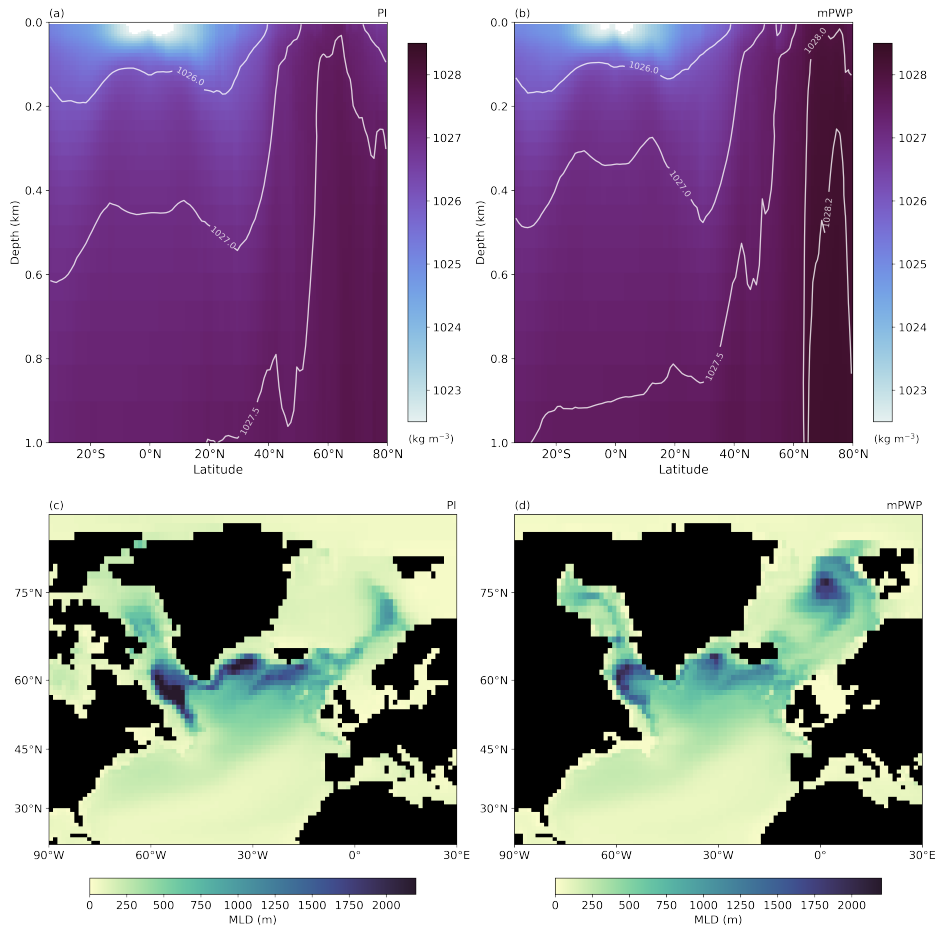 (a) PI
0.0
0.2
0.4
0.6
0.8
1.0
Depth (km)
1026.0
1027.0
1027.5
20°S 0°N 20°N 40°N 60°N 80°N
Latitude
1028
1027
1026
1025
1024
1023
(kg m⁻³)
(b) mPWP
0.0
0.2
0.4
0.6
0.8
1.0
Depth (km)
1028.0
1026.0
1027.0
1028.2
1027.5
20°S 0°N 20°N 40°N 60°N 80°N
Latitude
1028
1027
1026
1025
1024
1023
(kg m⁻³)
(c) PI
75°N
60°N
45°N
30°N
90°W 60°W 30°W 0° 30°E
0 250 500 750 1000 1250 1500 1750 2000
MLD (m)
(d) mPWP
75°N
60°N
45°N
30°N
90°W 60°W 30°W 0° 30°E
0 250 500 750 1000 1250 1500 1750 2000
MLD (m)